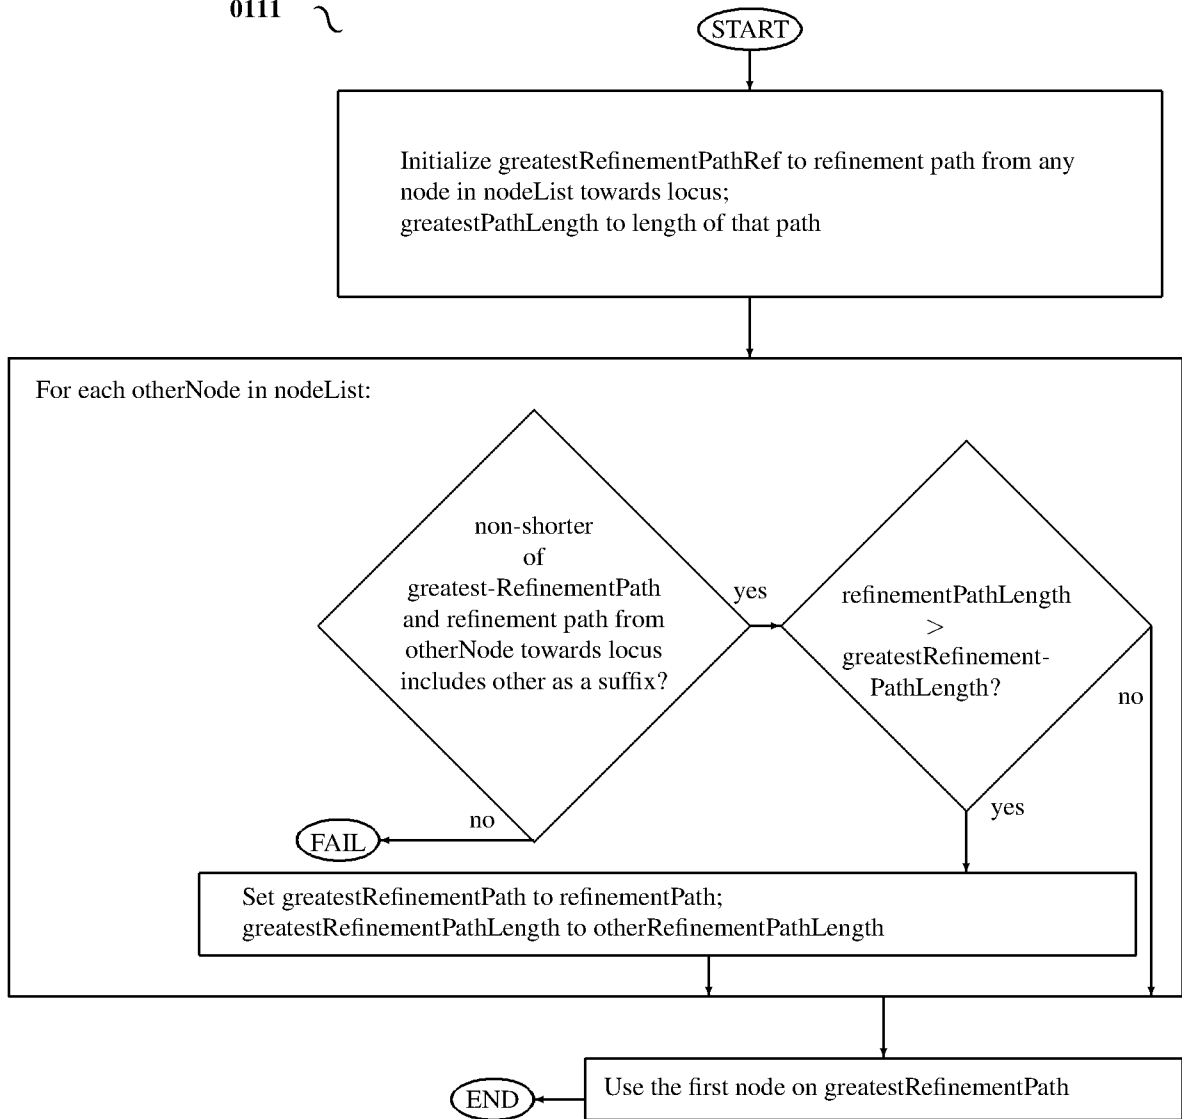 0111
START
Initialize greatestRefinementPathRef to refinement path from any
node in nodeList towards locus;
greatestPathLength to length of that path
For each otherNode in nodeList:
non-shorter
of
greatest-RefinementPath
and refinement path from
otherNode towards locus
includes other as a suffix?
yes
refinementPathLength
>
greatestRefinement-
PathLength?
no
yes
no
FAIL
Set greatestRefinementPath to refinementPath;
greatestRefinementPathLength to otherRefinementPathLength
Use the first node on greatestRefinementPath
END